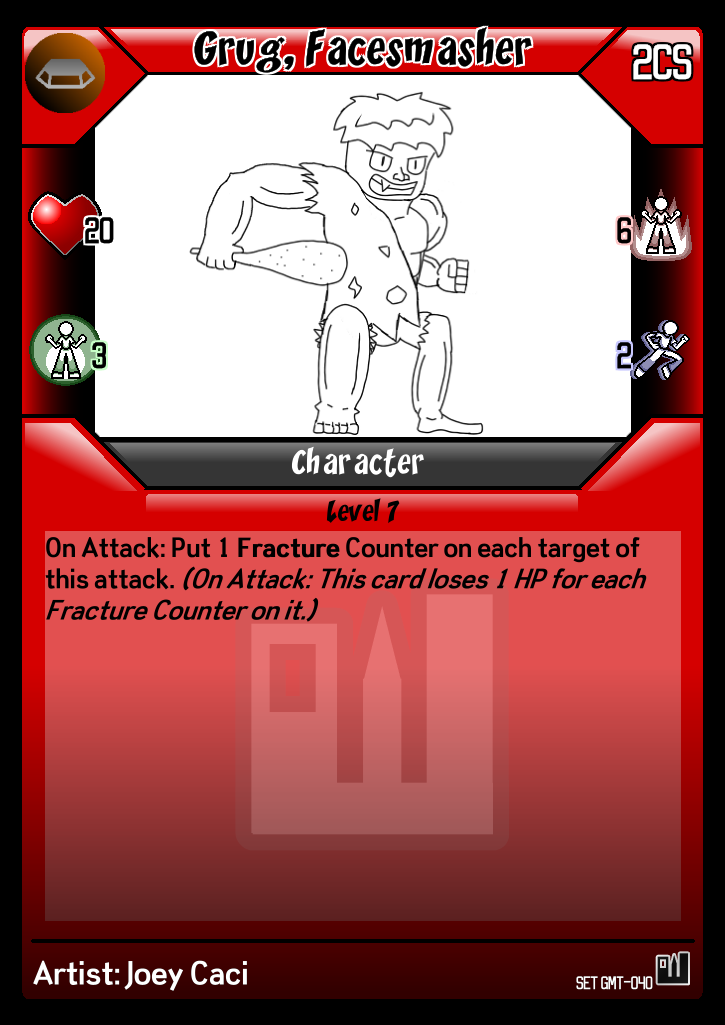 Grug, Facesmasher
2CS
20
6
3
2
Character
Level 7
On Attack: Put 1 Fracture Counter on each target of
this attack. (On Attack: This card loses 1 HP for each
Fracture Counter on it.)
Artist: Joey Caci
SET GMT-040